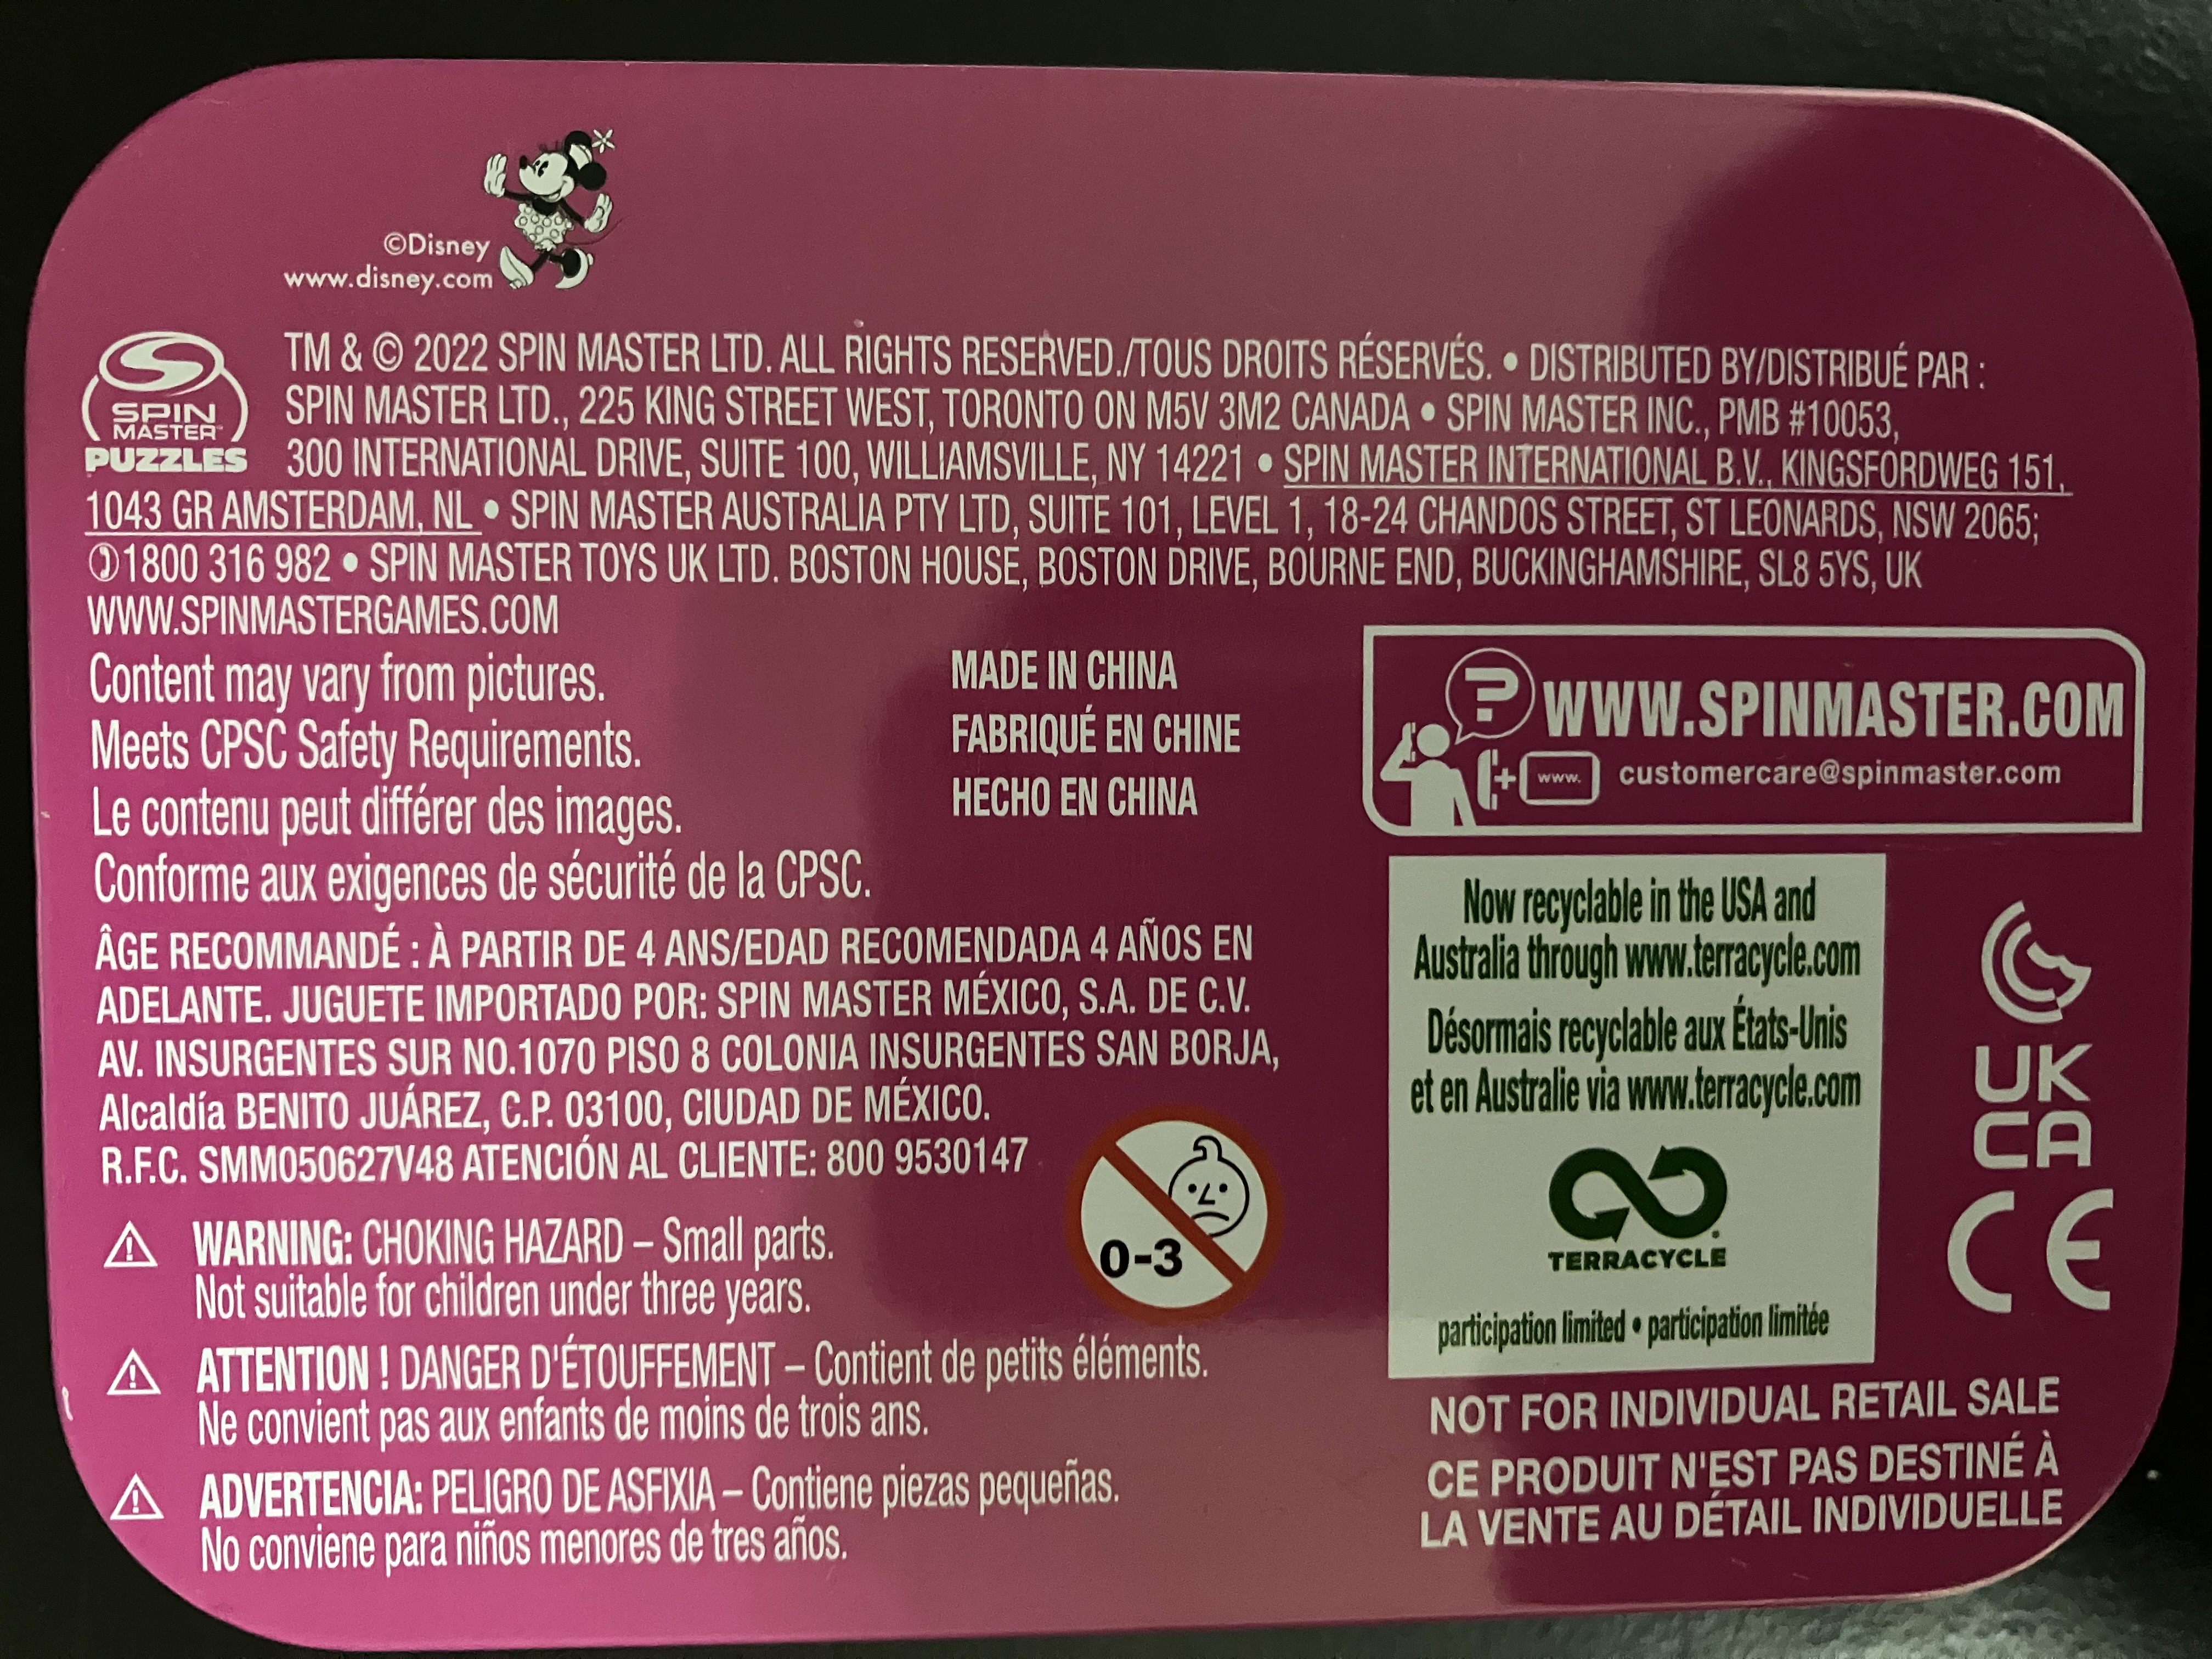 ©Disney
www.disney.com
SPIN
MASTER™
PUZZLES
TM & © 2022 SPIN MASTER LTD. ALL RIGHTS RESERVED./TOUS DROITS RÉSERVÉS. • DISTRIBUTED BY/DISTRIBUÉ PAR :
SPIN MASTER LTD., 225 KING STREET WEST, TORONTO ON M5V 3M2 CANADA • SPIN MASTER INC., PMB #10053,
300 INTERNATIONAL DRIVE, SUITE 100, WILLIAMSVILLE, NY 14221 • SPIN MASTER INTERNATIONAL B.V., KINGSFORDWEG 151,
1043 GR AMSTERDAM, NL • SPIN MASTER AUSTRALIA PTY LTD, SUITE 101, LEVEL 1, 18-24 CHANDOS STREET, ST LEONARDS, NSW 2065;
✆1800 316 982 • SPIN MASTER TOYS UK LTD. BOSTON HOUSE, BOSTON DRIVE, BOURNE END, BUCKINGHAMSHIRE, SL8 5YS, UK
WWW.SPINMASTERGAMES.COM
Content may vary from pictures.
Meets CPSC Safety Requirements.
Le contenu peut différer des images.
Conforme aux exigences de sécurité de la CPSC.
MADE IN CHINA
FABRIQUÉ EN CHINE
HECHO EN CHINA
?
WWW.SPINMASTER.COM
+ www. customercare@spinmaster.com
ÂGE RECOMMANDÉ : À PARTIR DE 4 ANS/EDAD RECOMENDADA 4 AÑOS EN
ADELANTE. JUGUETE IMPORTADO POR: SPIN MASTER MÉXICO, S.A. DE C.V.
AV. INSURGENTES SUR NO.1070 PISO 8 COLONIA INSURGENTES SAN BORJA,
Alcaldía BENITO JUÁREZ, C.P. 03100, CIUDAD DE MÉXICO.
R.F.C. SMM050627V48 ATENCIÓN AL CLIENTE: 800 9530147
0-3
WARNING: CHOKING HAZARD – Small parts.
Not suitable for children under three years.
ATTENTION ! DANGER D'ÉTOUFFEMENT – Contient de petits éléments.
Ne convient pas aux enfants de moins de trois ans.
ADVERTENCIA: PELIGRO DE ASFIXIA – Contiene piezas pequeñas.
No conviene para niños menores de tres años.
Now recyclable in the USA and
Australia through www.terracycle.com
Désormais recyclable aux États-Unis
et en Australie via www.terracycle.com
TERRACYCLE
participation limited • participation limitée
UK
CA
CE
NOT FOR INDIVIDUAL RETAIL SALE
CE PRODUIT N'EST PAS DESTINÉ À
LA VENTE AU DÉTAIL INDIVIDUELLE